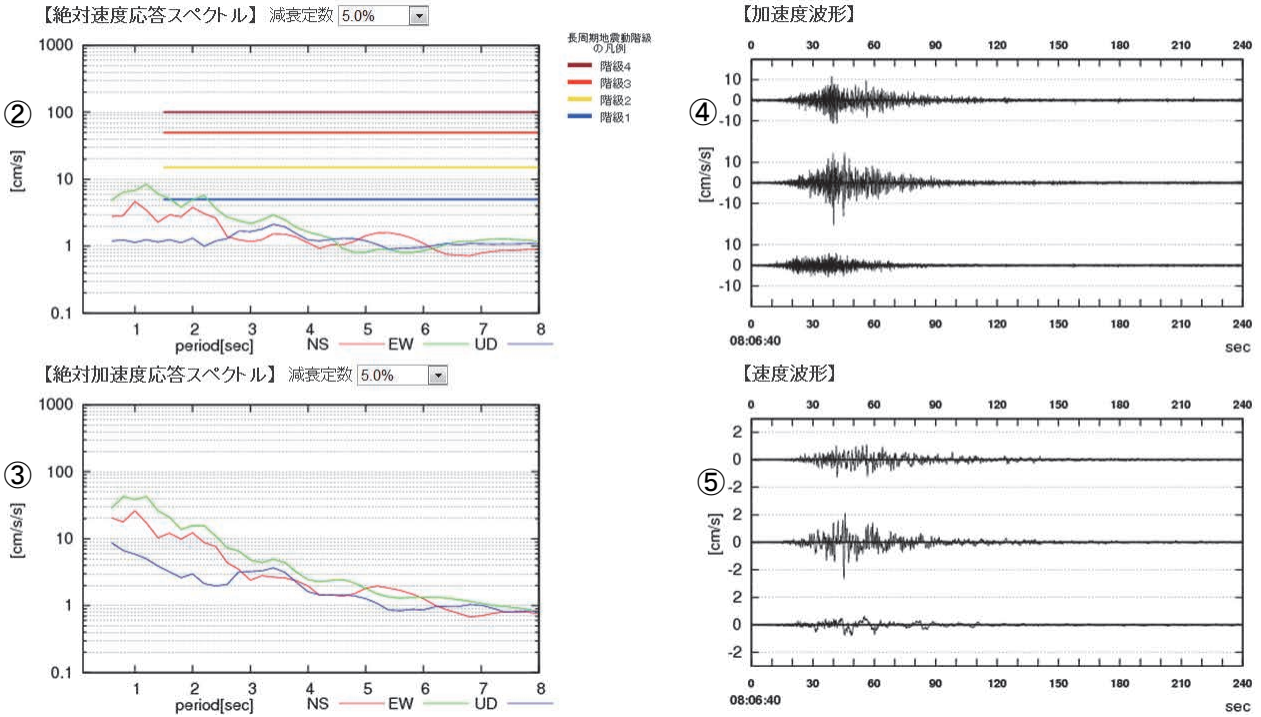 【絶対速度応答スペクトル】 減衰定数 5.0%
②
[cm/s]
1000
100
10
1
0.1
1 2 3 4 5 6 7 8
period[sec] NS EW UD
長周期地震動階級
の凡例
階級4
階級3
階級2
階級1
【絶対加速度応答スペクトル】 減衰定数 5.0%
③
[cm/s/s]
1000
100
10
1
0.1
1 2 3 4 5 6 7 8
period[sec] NS EW UD
【加速度波形】
④
[cm/s/s]
0 30 60 90 120 150 180 210 240
10
0
-10
10
0
-10
10
0
-10
0 30 60 90 120 150 180 210 240
08:06:40
sec
【速度波形】
⑤
[cm/s]
0 30 60 90 120 150 180 210 240
2
0
-2
2
0
-2
2
0
-2
0 30 60 90 120 150 180 210 240
08:06:40
sec